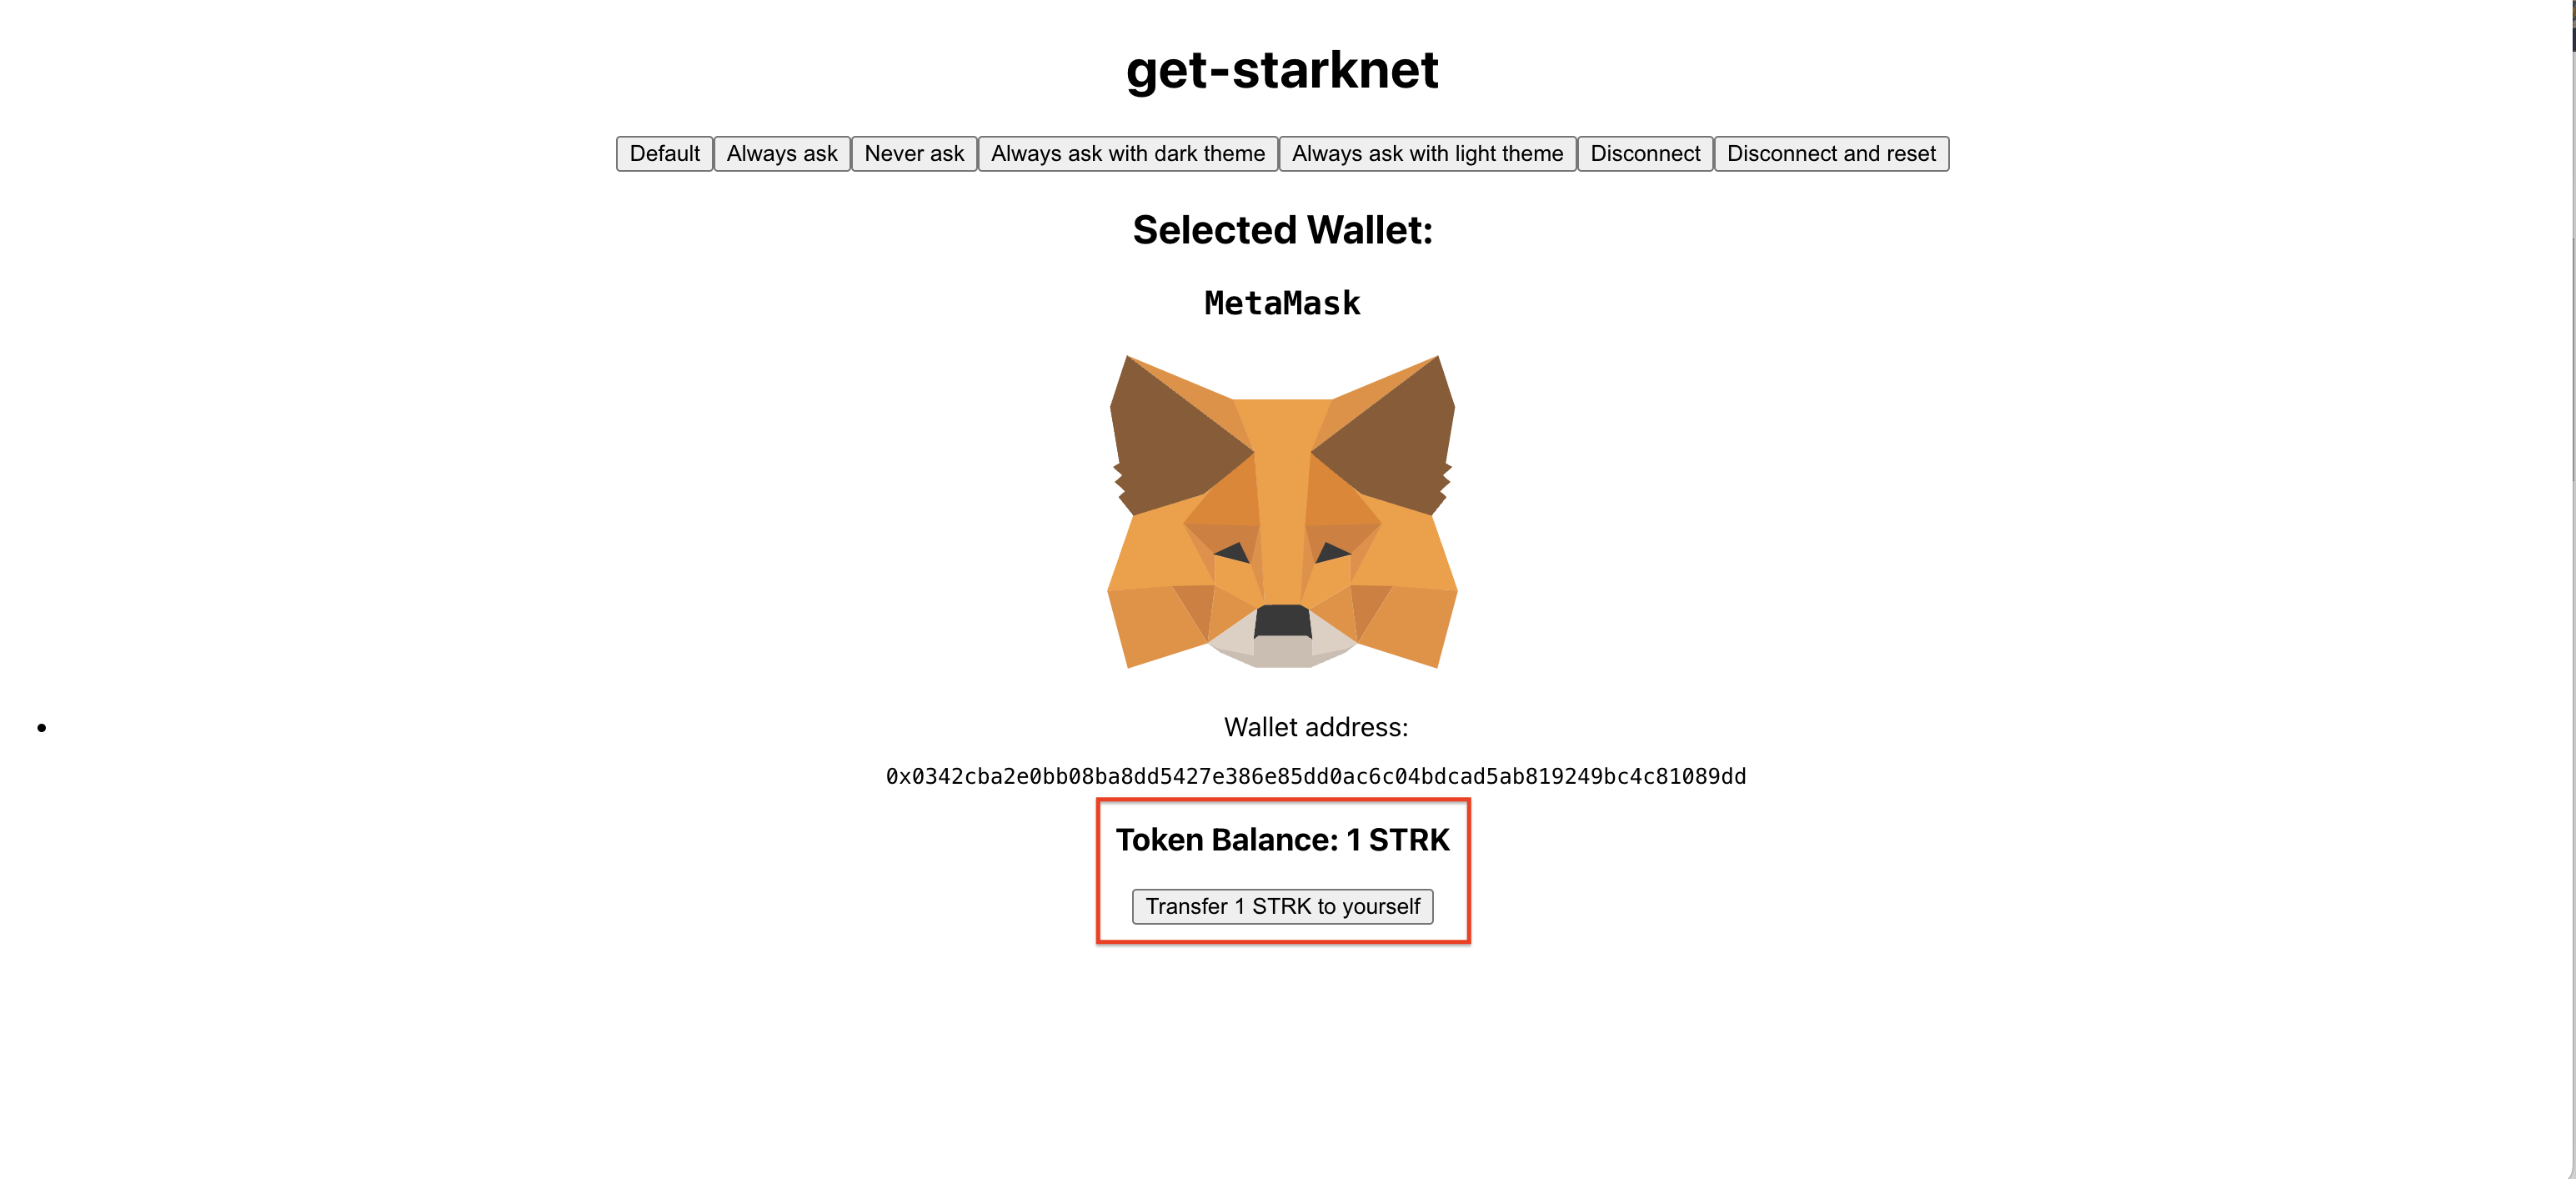 get-starknet
Default Always ask Never ask Always ask with dark theme Always ask with light theme Disconnect Disconnect and reset
Selected Wallet:
MetaMask
Wallet address:
0x0342cba2e0bb08ba8dd5427e386e85dd0ac6c04bdcad5ab819249bc4c81089dd
Token Balance: 1 STRK
Transfer 1 STRK to yourself